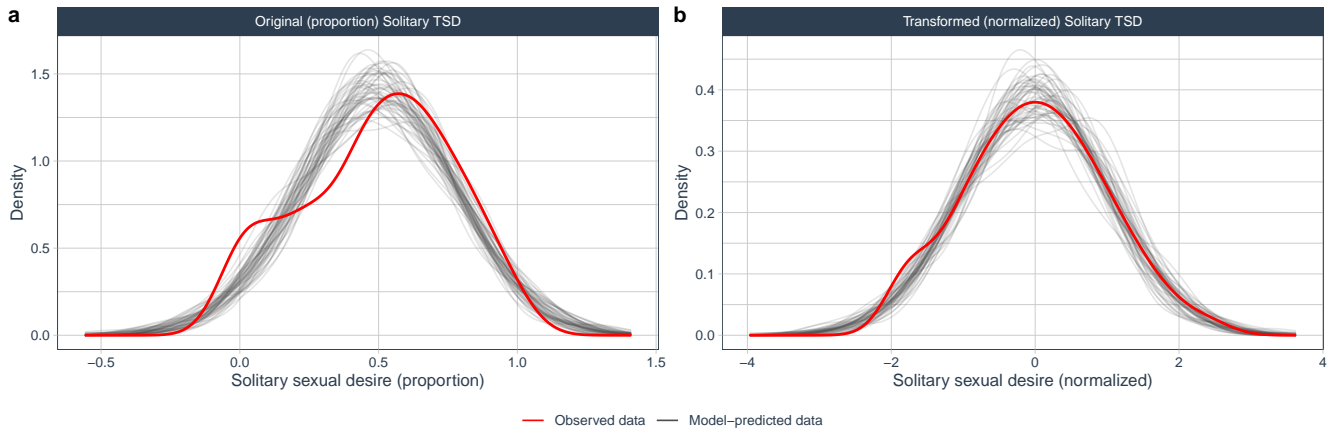 a
Original (proportion) Solitary TSD
1.5
1.0
0.5
0.0
Density
−0.5 0.0 0.5 1.0 1.5
Solitary sexual desire (proportion)
b
Transformed (normalized) Solitary TSD
0.4
0.3
0.2
0.1
0.0
Density
−4 −2 0 2 4
Solitary sexual desire (normalized)
Observed data Model−predicted data